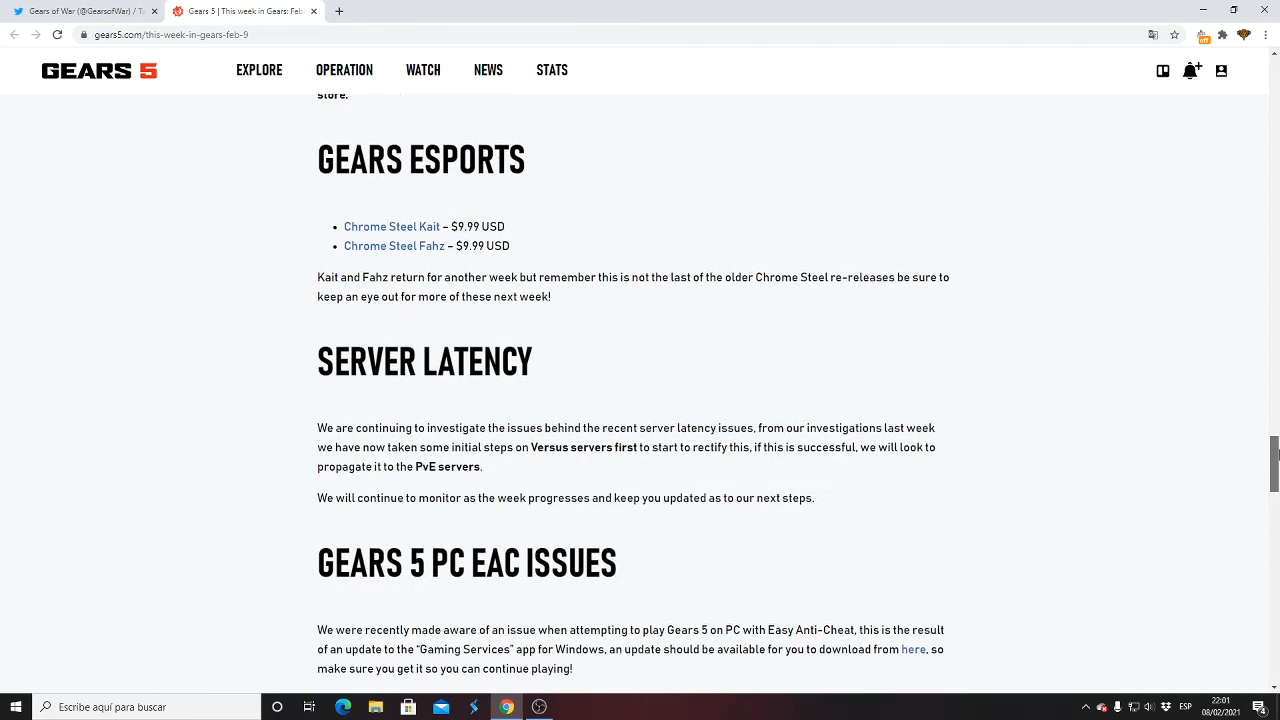 Gears of War (@GearsofWar) / Tw
Gears 5 | This week in Gears: Feb
gears5.com/this-week-in-gears-feb-9
off
GEARS 5
EXPLORE
OPERATION
WATCH
NEWS
STATS
store.
GEARS ESPORTS
• Chrome Steel Kait – $9.99 USD
• Chrome Steel Fahz – $9.99 USD
Kait and Fahz return for another week but remember this is not the last of the older Chrome Steel re-releases be sure to
keep an eye out for more of these next week!
SERVER LATENCY
We are continuing to investigate the issues behind the recent server latency issues, from our investigations last week
we have now taken some initial steps on Versus servers first to start to rectify this, if this is successful, we will look to
propagate it to the PvE servers.
We will continue to monitor as the week progresses and keep you updated as to our next steps.
GEARS 5 PC EAC ISSUES
We were recently made aware of an issue when attempting to play Gears 5 on PC with Easy Anti-Cheat, this is the result
of an update to the “Gaming Services” app for Windows, an update should be available for you to download from here, so
make sure you get it so you can continue playing!
Escribe aquí para buscar
ESP
22:01
08/02/2021